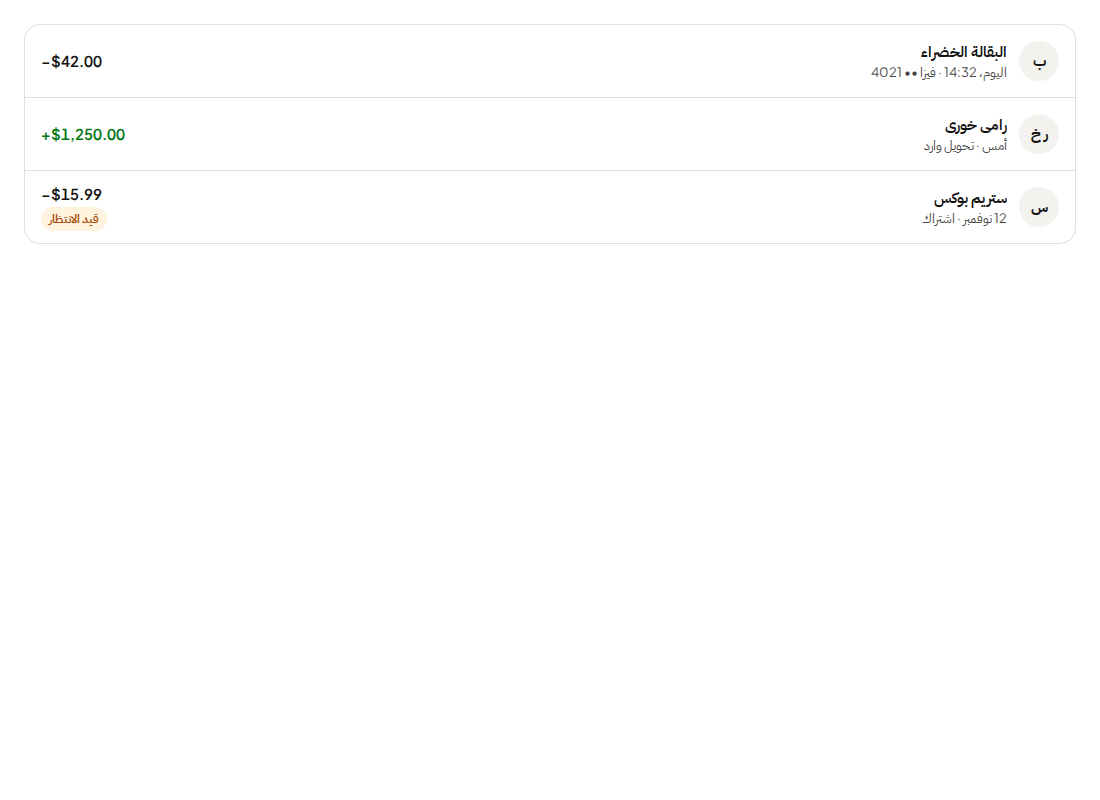 ب
البقالة الخضراء
اليوم، 14:32 · فيزا •• 4021
−$42.00
ر‌خ
رامي خوري
أمس · تحويل وارد
+$1,250.00
س
ستريم بوكس
12 نوفمبر · اشتراك
−$15.99
قيد الانتظار